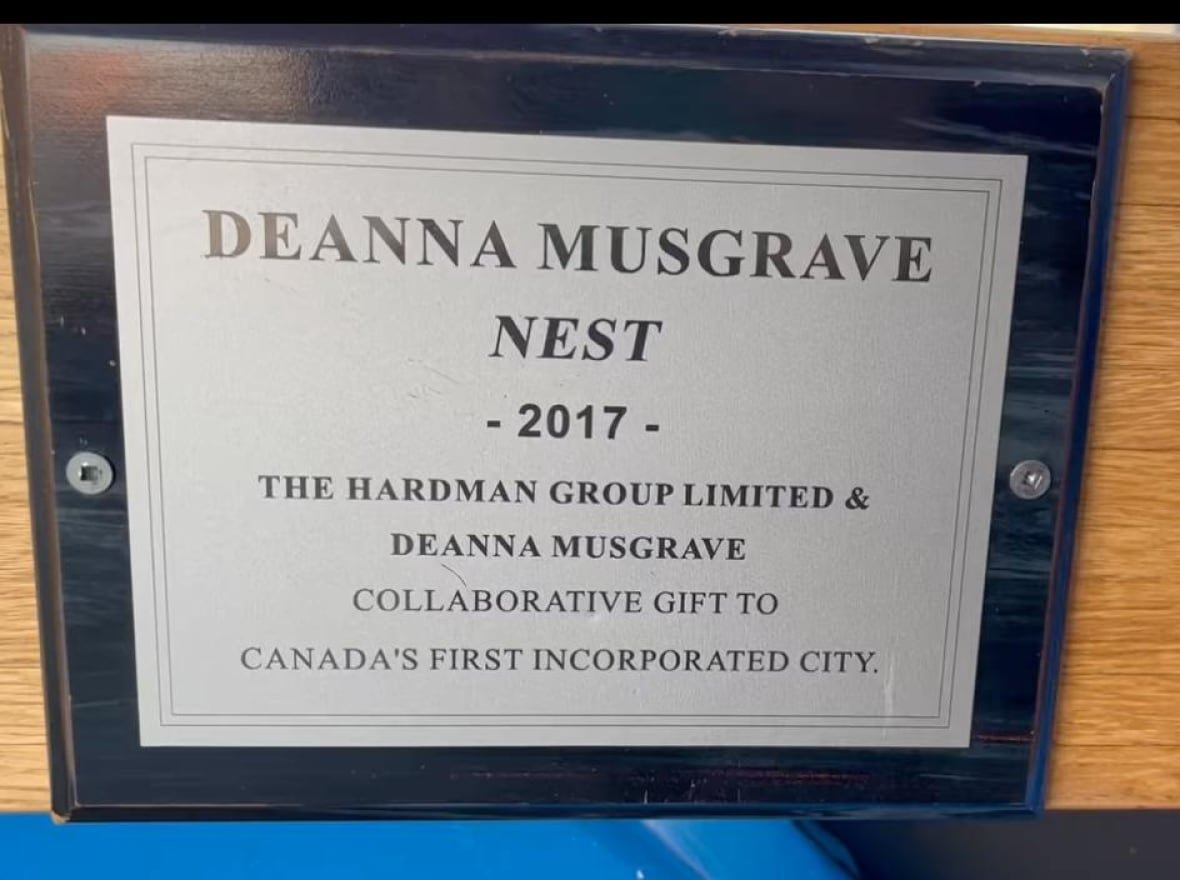 DEANNA MUSGRAVE
NEST
- 2017 -
THE HARDMAN GROUP LIMITED &
DEANNA MUSGRAVE
COLLABORATIVE GIFT TO
CANADA'S FIRST INCORPORATED CITY.